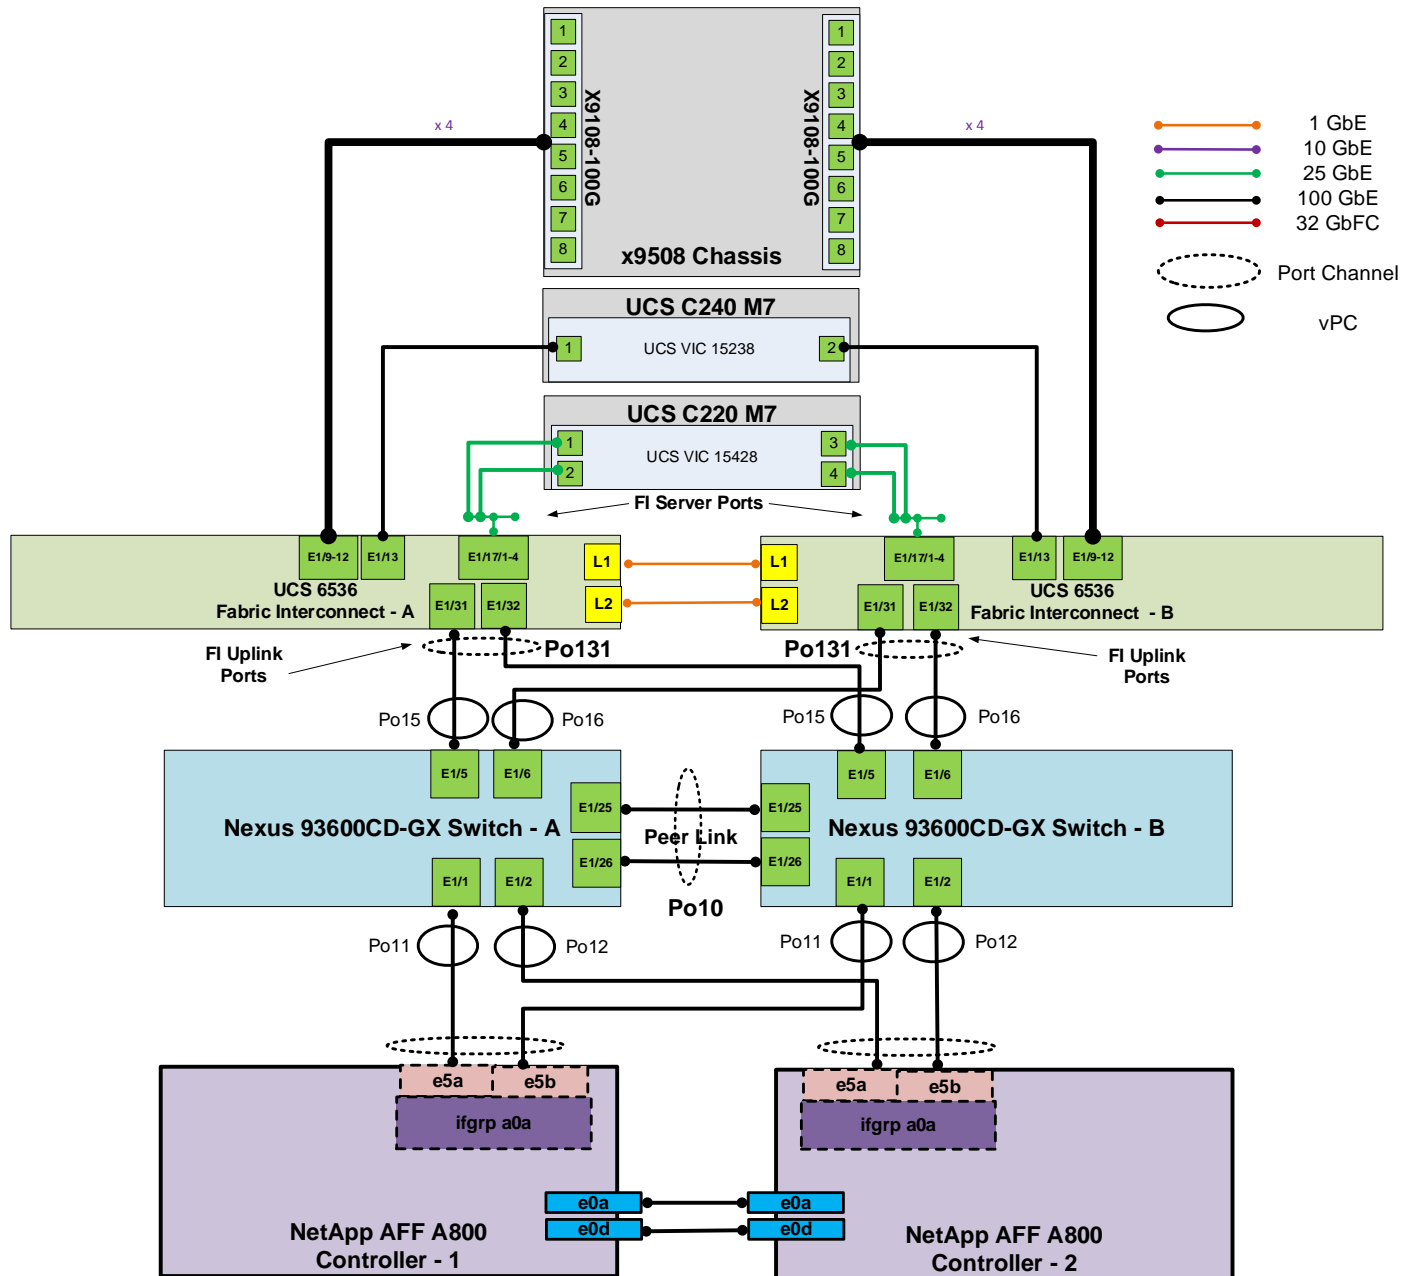 1
2
3
4
5
6
7
8
X9108-100G
1
2
3
4
5
6
7
8
X9108-100G
x9508 Chassis
x 4
x 4
1 GbE
10 GbE
25 GbE
100 GbE
32 GbFC
Port Channel
vPC
UCS C240 M7
1
UCS VIC 15238
2
UCS C220 M7
1
2
UCS VIC 15428
3
4
FI Server Ports
E1/9-12
E1/13
E1/17/1-4
L1
L2
UCS 6536
Fabric Interconnect - A
E1/31
E1/32
L1
L2
E1/17/1-4
E1/13
E1/9-12
E1/31
E1/32
UCS 6536
Fabric Interconnect - B
FI Uplink
Ports
Po131
Po131
FI Uplink
Ports
Po15
Po16
Po15
Po16
E1/5
E1/6
E1/25
E1/26
Nexus 93600CD-GX Switch - A
E1/1
E1/2
Peer Link
Po10
E1/5
E1/6
E1/25
E1/26
Nexus 93600CD-GX Switch - B
E1/1
E1/2
Po11
Po12
Po11
Po12
e5a
e5b
ifgrp a0a
e5a
e5b
ifgrp a0a
e0a
e0d
e0a
e0d
NetApp AFF A800
Controller - 1
NetApp AFF A800
Controller - 2